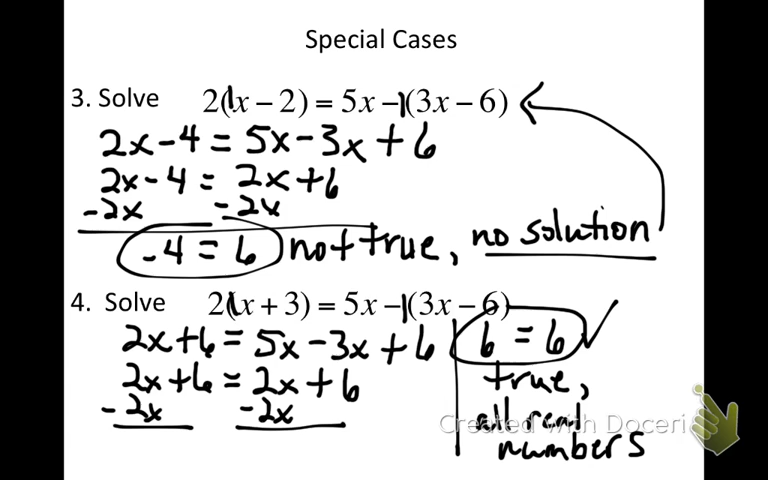 Special Cases
3. Solve 2(1x – 2) = 5x – 1(3x – 6)
2x – 4 = 5x – 3x + 6
2x – 4 = 2x + 6
-2x -2x
-4 = 6 not true, no solution
4. Solve 2(1x + 3) = 5x – 1(3x – 6)
2x + 6 = 5x – 3x + 6
2x + 6 = 2x + 6
-2x -2x
6 = 6 ✓
true,
all real
numbers
Created with Doceri